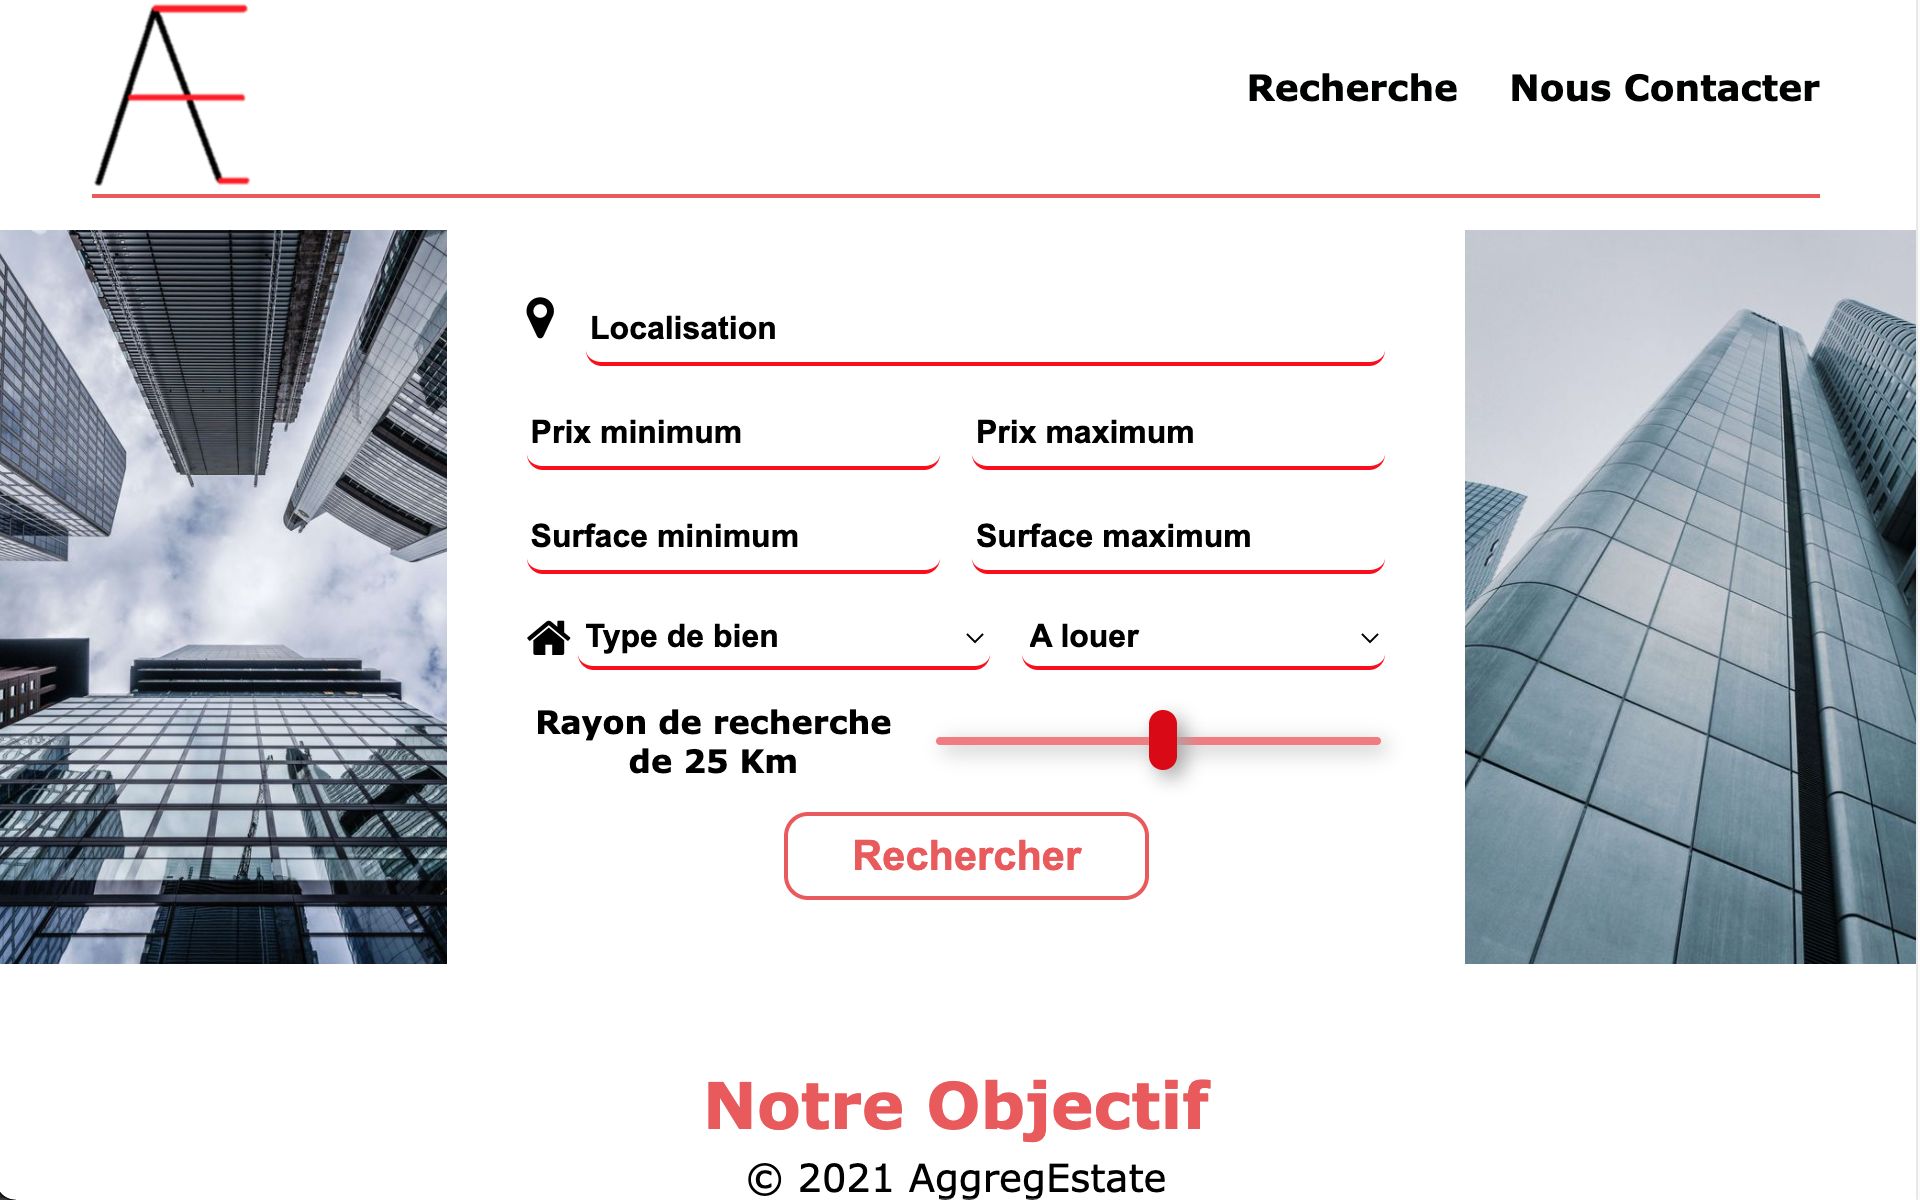 Recherche Nous Contacter
Localisation
Prix minimum Prix maximum
Surface minimum Surface maximum
Type de bien A louer
Rayon de recherche
de 25 Km
Rechercher
Notre Objectif
© 2021 AggregEstate